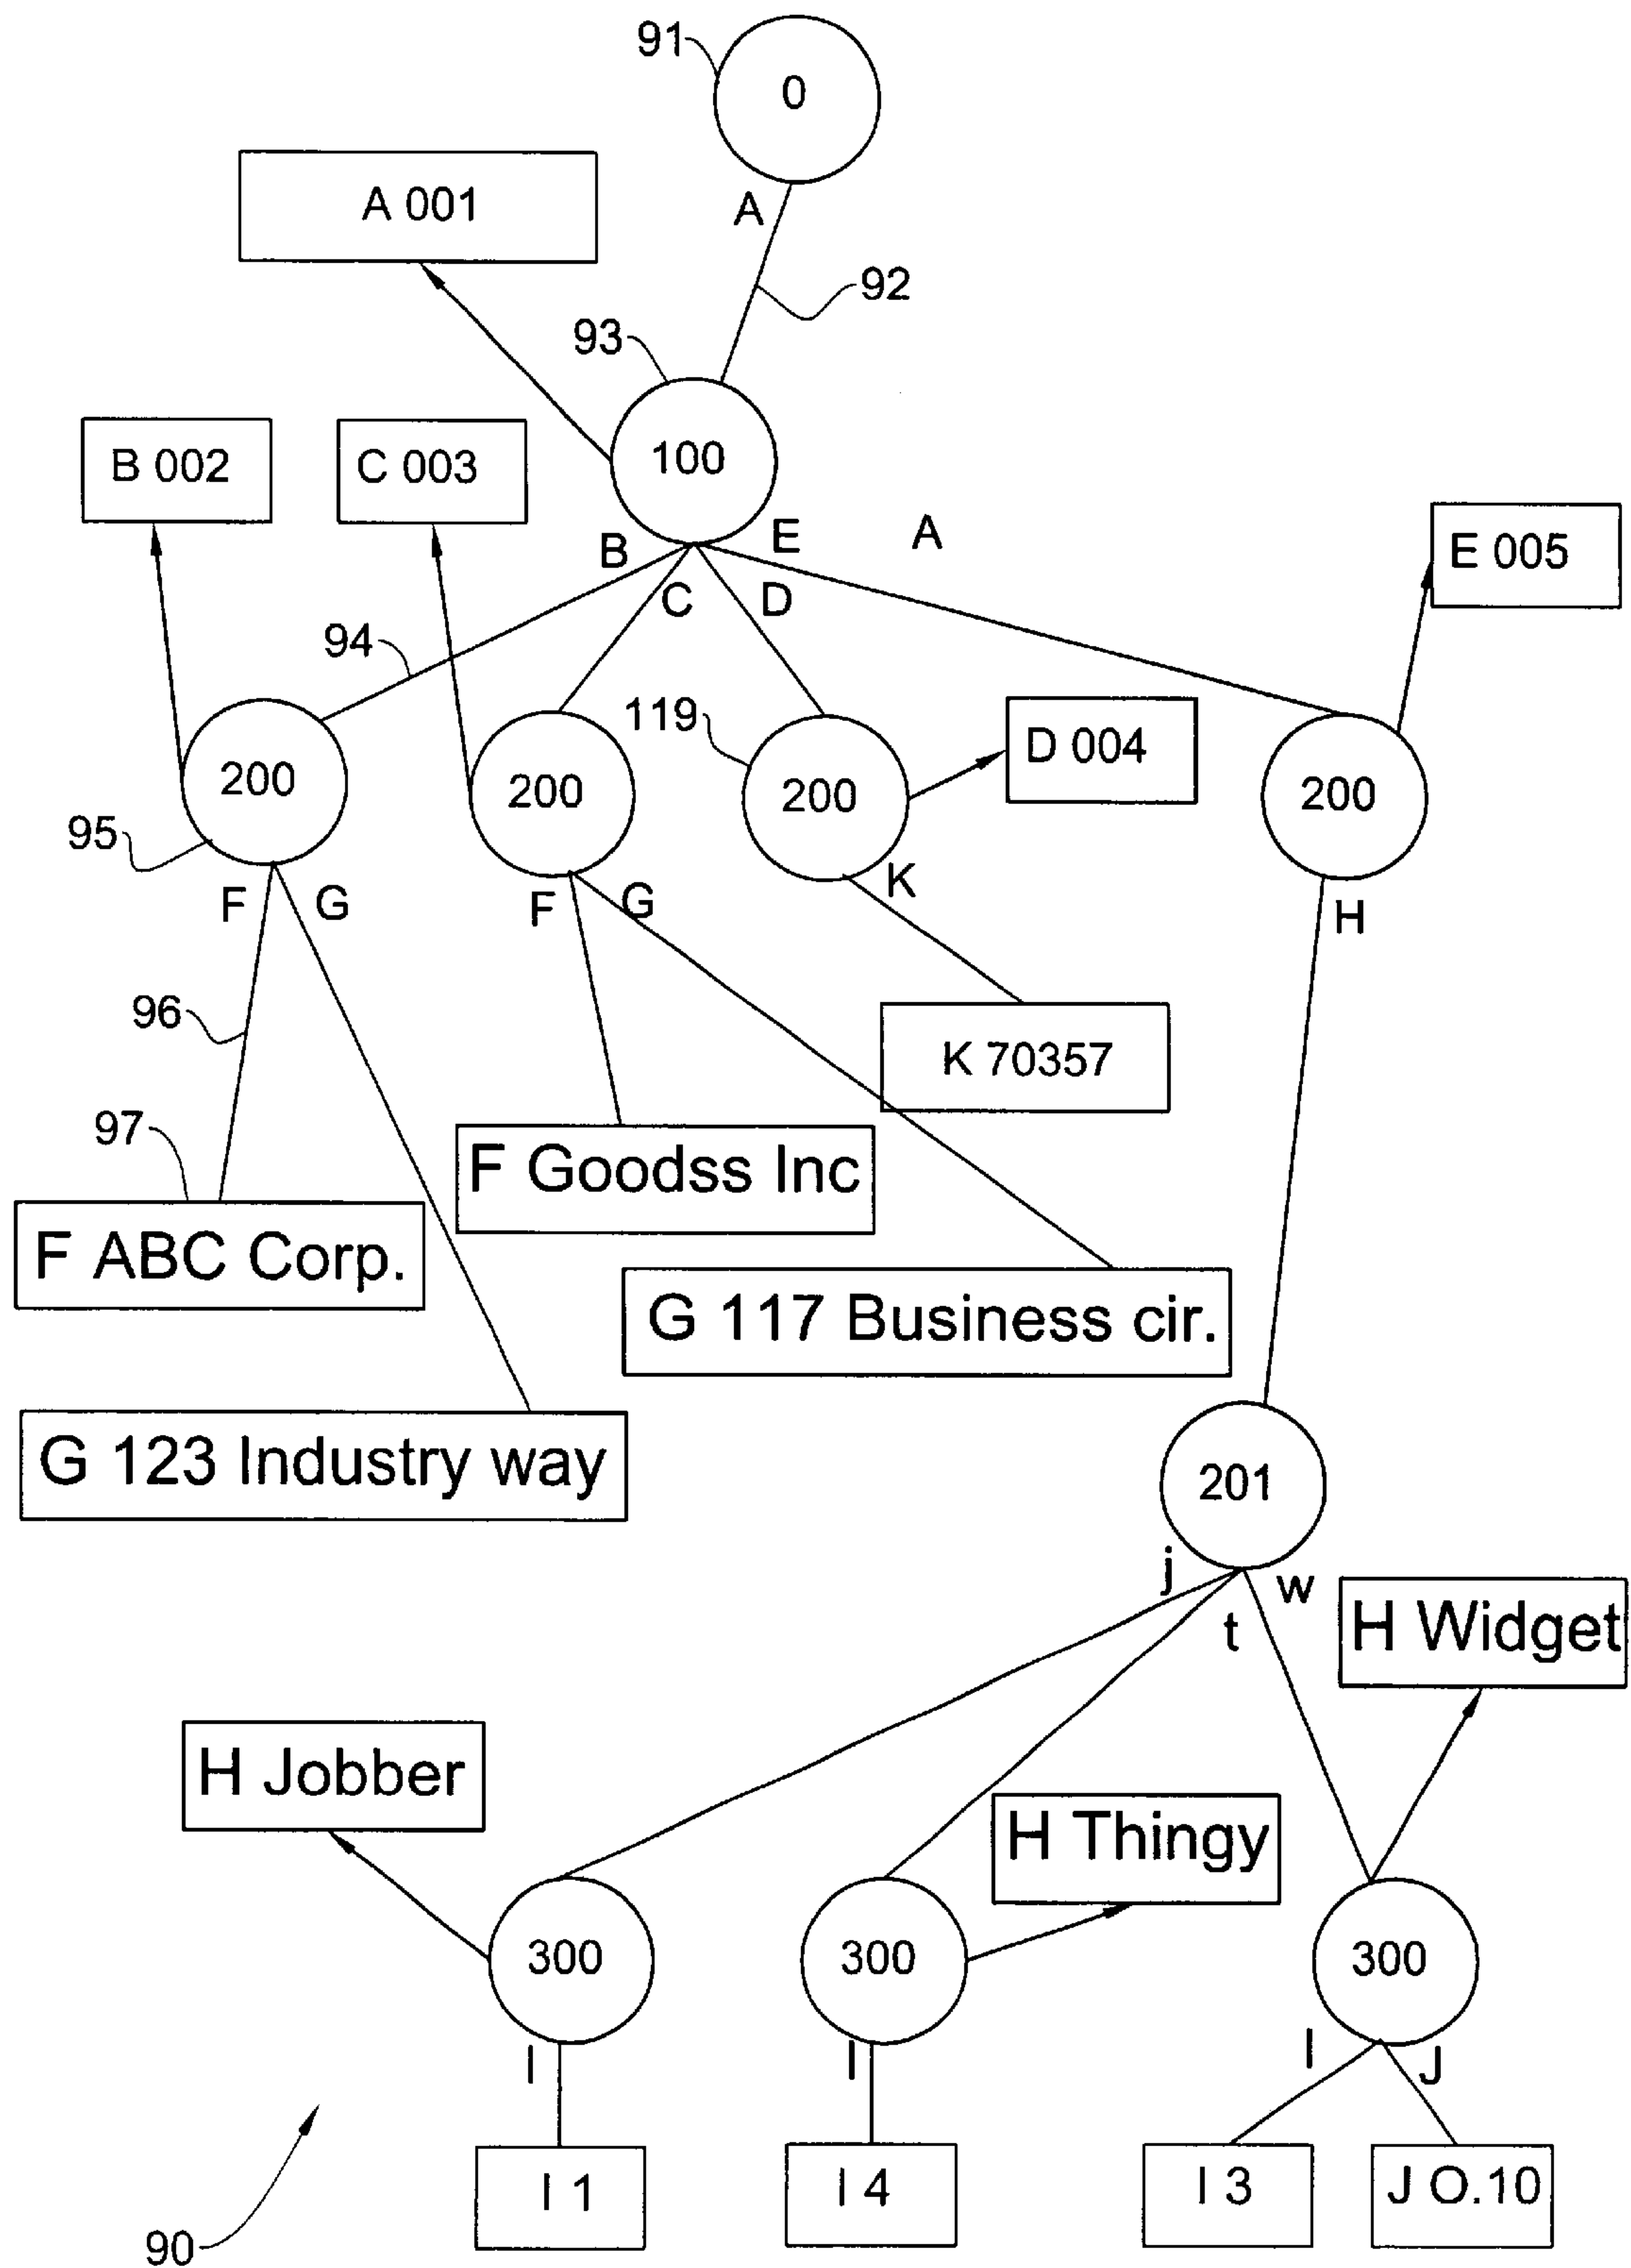 91
0
A 001
A
92
93
100
B 002
C 003
B
E
A
E 005
C
D
94
119
D 004
200
200
200
200
95
F
G
F
G
K
H
96
K 70357
97
F Goodss Inc
F ABC Corp.
G 117 Business cir.
G 123 Industry way
201
j
w
t
H Widget
H Jobber
H Thingy
300
300
300
I
I
I
J
I 1
I 4
I 3
J O.10
90